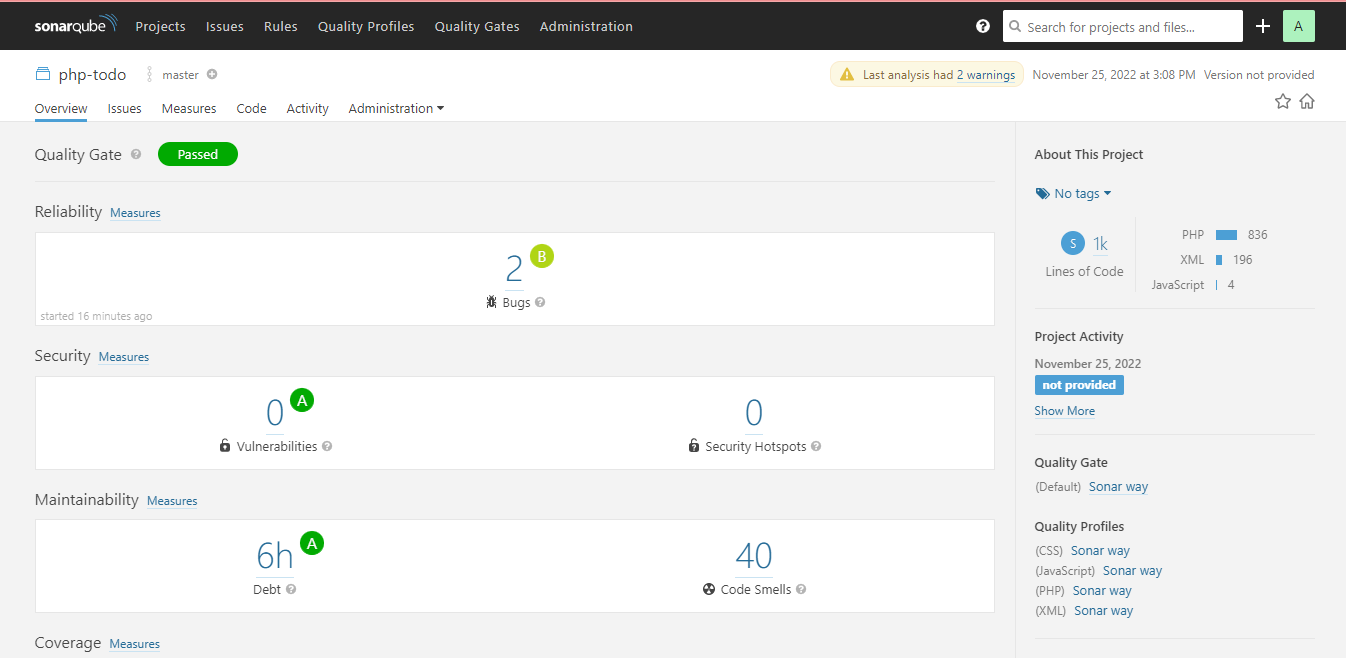 sonarqube Projects Issues Rules Quality Profiles Quality Gates Administration ? Search for projects and files... + A
php-todo master Last analysis had 2 warnings November 25, 2022 at 3:08 PM Version not provided
Overview Issues Measures Code Activity Administration
Quality Gate ? Passed
Reliability Measures
2 B
Bugs ?
started 16 minutes ago
Security Measures
0 A 0
Vulnerabilities ? Security Hotspots ?
Maintainability Measures
6h A 40
Debt ? Code Smells ?
Coverage Measures
About This Project
No tags
S 1k
Lines of Code
PHP 836
XML 196
JavaScript 4
Project Activity
November 25, 2022
not provided
Show More
Quality Gate
(Default) Sonar way
Quality Profiles
(CSS) Sonar way
(JavaScript) Sonar way
(PHP) Sonar way
(XML) Sonar way